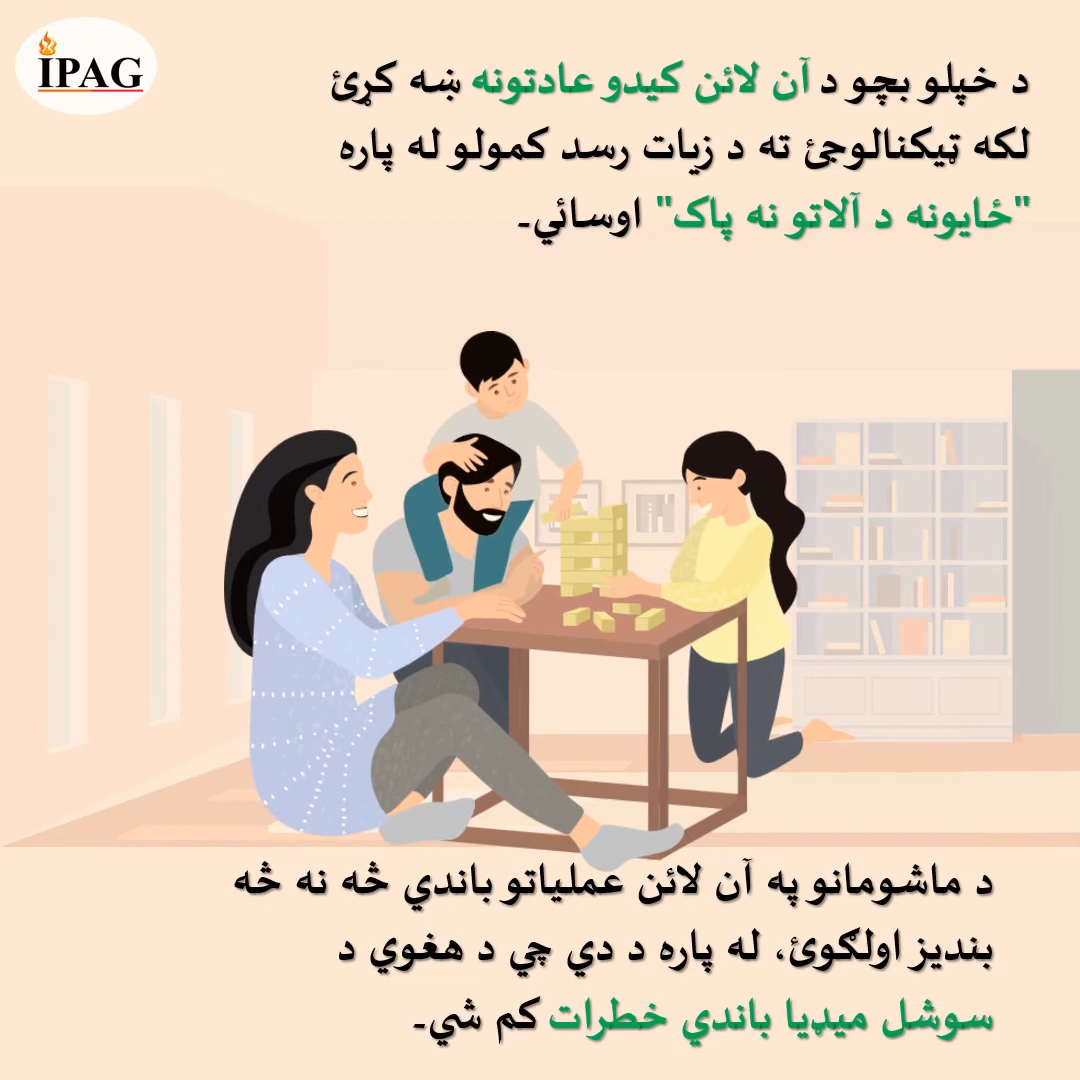 IPAG
د خپلو بچو د آن لائن کیدو عادتونه ښه کړئ
لکه ټیکنالوجۍ ته د زیات رسد کمولو له پاره
"ځایونه د آلاتو نه پاک" اوسائي۔
د ماشومانو په آن لائن عملیاتو باندي څه نه څه
بندیز اولګوئ، له پاره د دي چي د هغوي د
سوشل میډیا باندي خطرات کم شي۔